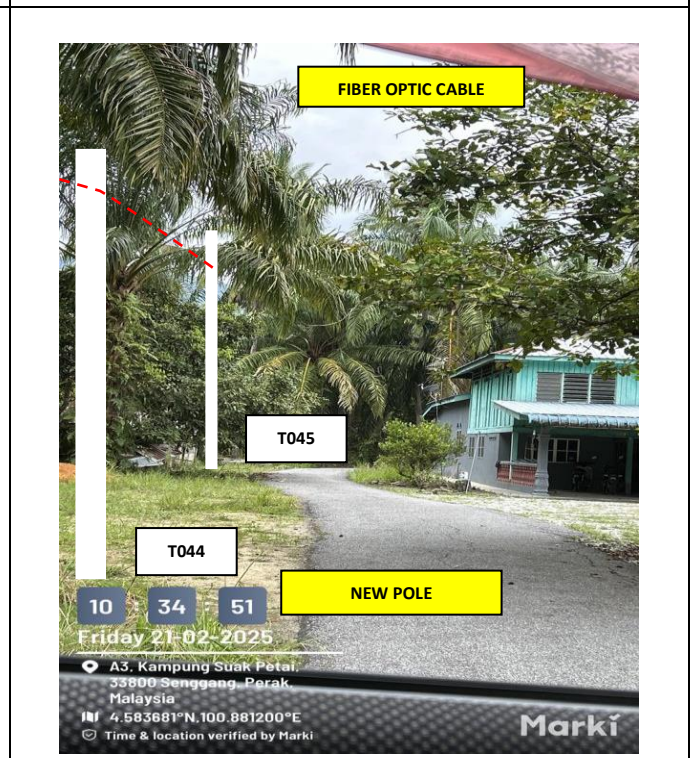 FIBER OPTIC CABLE
T045
T044
NEW POLE
10 : 34 : 51
Friday 21-02-2025
A3, Kampung Suak Petai,
33800 Senggang, Perak,
Malaysia
4.583681°N,100.881200°E
Time & location verified by Marki
Marki